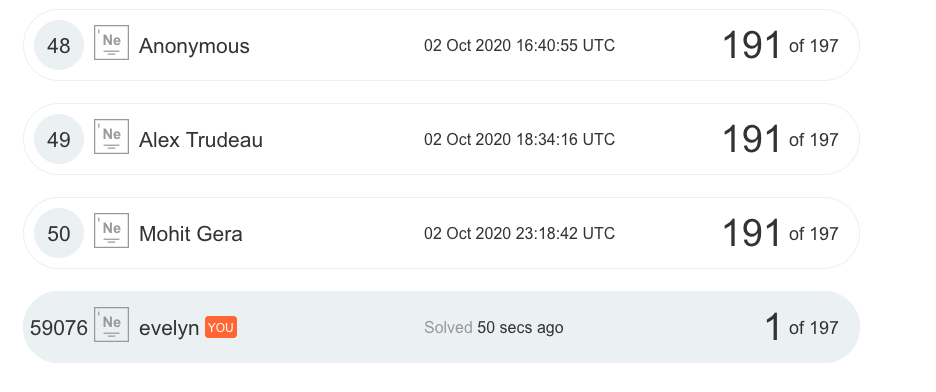 48 Ne Anonymous 02 Oct 2020 16:40:55 UTC 191 of 197
49 Ne Alex Trudeau 02 Oct 2020 18:34:16 UTC 191 of 197
50 Ne Mohit Gera 02 Oct 2020 23:18:42 UTC 191 of 197
59076 Ne evelyn YOU Solved 50 secs ago 1 of 197